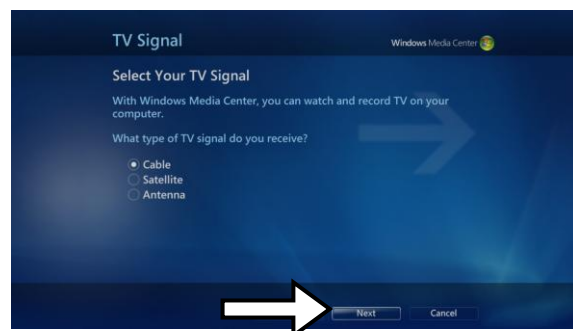 TV Signal
Windows Media Center
Select Your TV Signal
With Windows Media Center, you can watch and record TV on your
computer.
What type of TV signal do you receive?
Cable
Satellite
Antenna
Next
Cancel